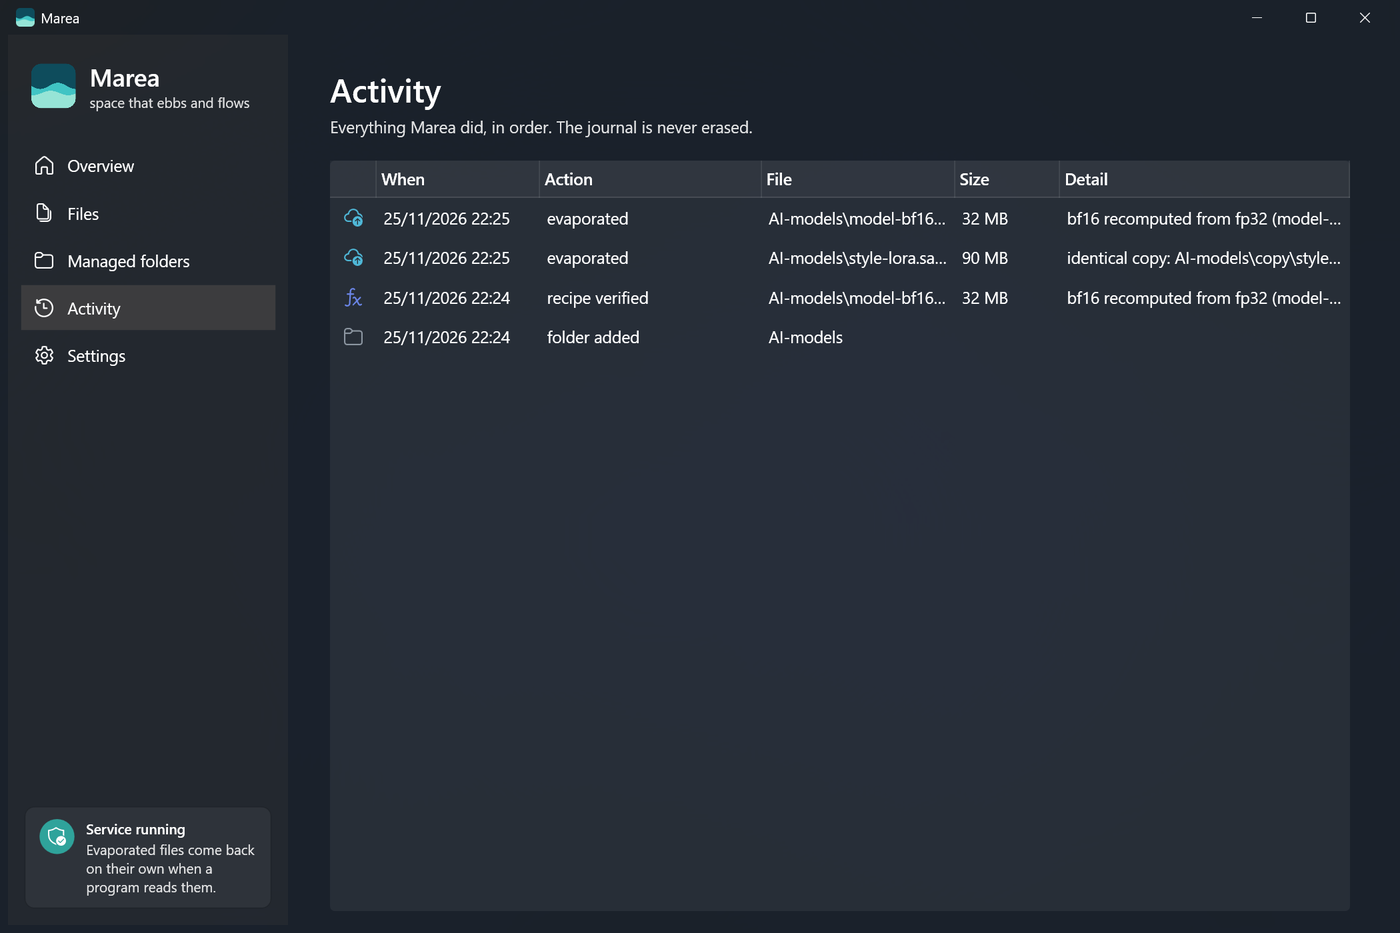 Marea
Marea
space that ebbs and flows
Overview
Files
Managed folders
Activity
Settings
Service running
Evaporated files come back
on their own when a
program reads them.
Activity
Everything Marea did, in order. The journal is never erased.
When Action File Size Detail
25/11/2026 22:25 evaporated AI-models\model-bf16... 32 MB bf16 recomputed from fp32 (model-...
25/11/2026 22:25 evaporated AI-models\style-lora.sa... 90 MB identical copy: AI-models\copy\style...
fx 25/11/2026 22:24 recipe verified AI-models\model-bf16... 32 MB bf16 recomputed from fp32 (model-...
25/11/2026 22:24 folder added AI-models